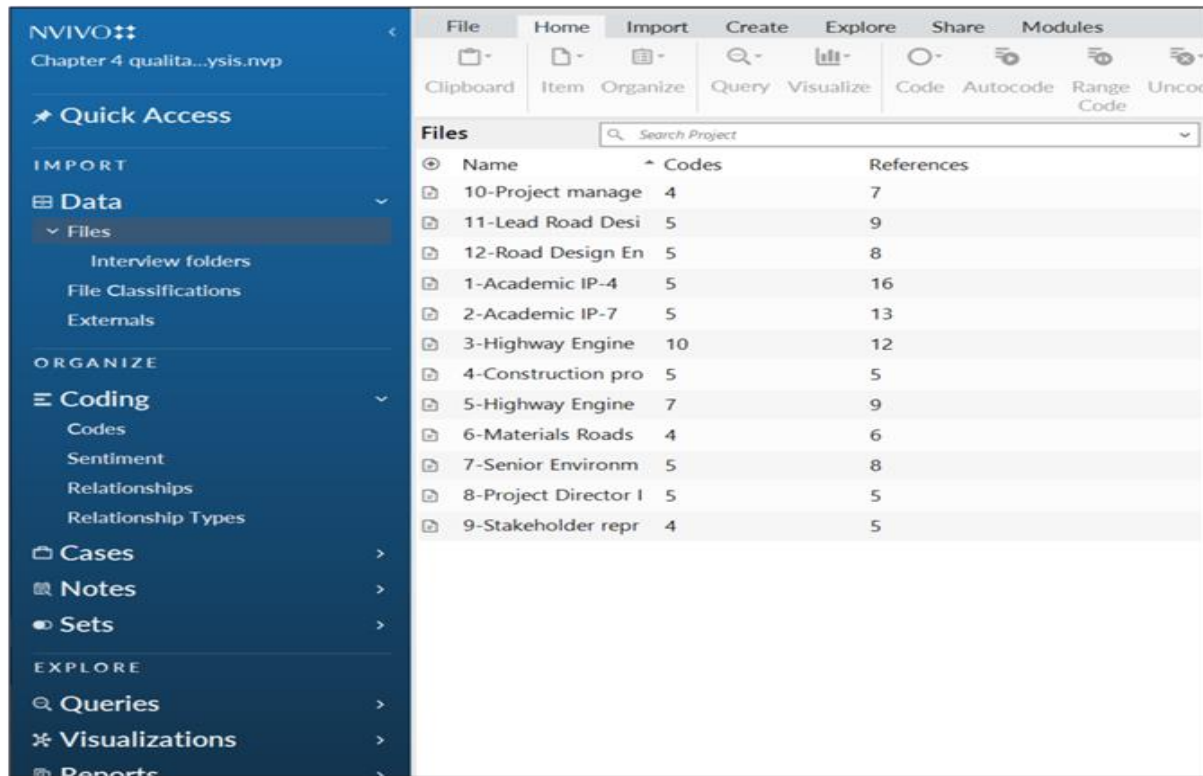 NVIVO
Chapter 4 qualita...ysis.nvp
Quick Access
IMPORT
Data
Files
Interview folders
File Classifications
Externals
ORGANIZE
Coding
Codes
Sentiment
Relationships
Relationship Types
Cases
Notes
Sets
EXPLORE
Queries
Visualizations
Reports
File Home Import Create Explore Share Modules
Clipboard Item Organize Query Visualize Code Autocode Range Code Uncod
Files Search Project
Name Codes References
10-Project manage 4 7
11-Lead Road Desi 5 9
12-Road Design En 5 8
1-Academic IP-4 5 16
2-Academic IP-7 5 13
3-Highway Engine 10 12
4-Construction pro 5 5
5-Highway Engine 7 9
6-Materials Roads 4 6
7-Senior Environm 5 8
8-Project Director I 5 5
9-Stakeholder repr 4 5